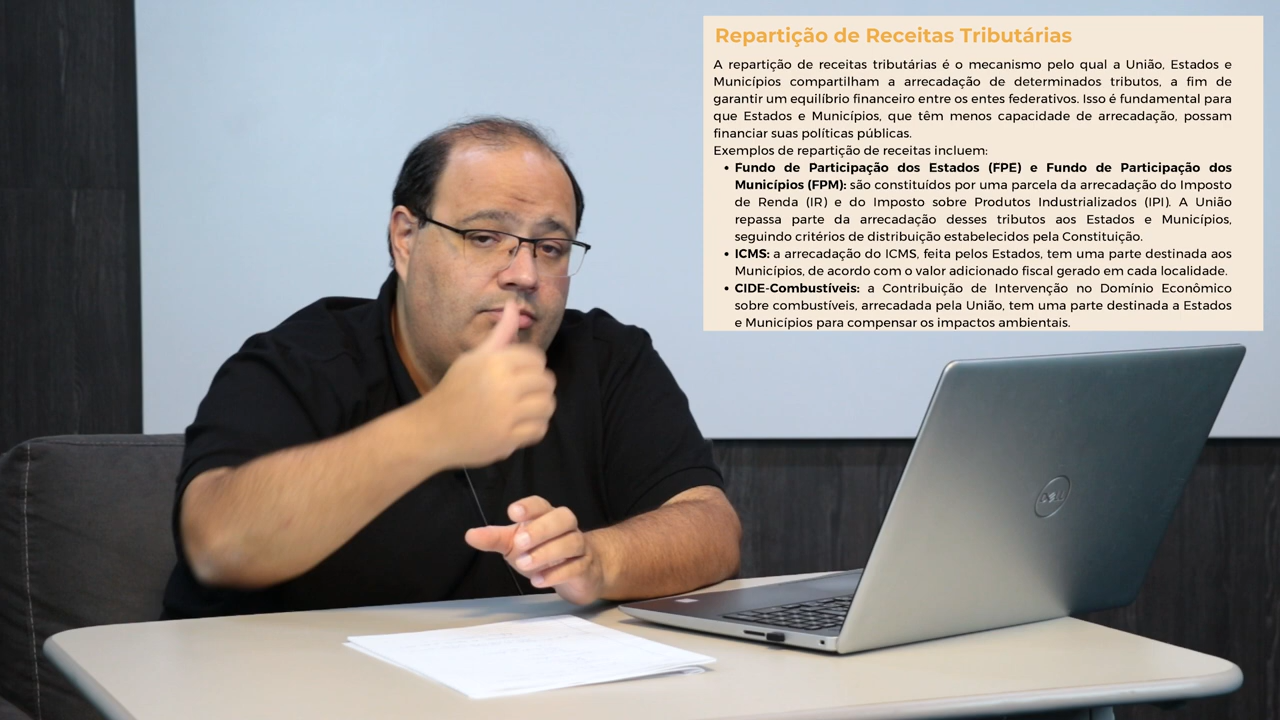 Repartição de Receitas Tributárias
A repartição de receitas tributárias é o mecanismo pelo qual a União, Estados e
Municípios compartilham a arrecadação de determinados tributos, a fim de
garantir um equilíbrio financeiro entre os entes federativos. Isso é fundamental para
que Estados e Municípios, que têm menos capacidade de arrecadação, possam
financiar suas políticas públicas.
Exemplos de repartição de receitas incluem:
• Fundo de Participação dos Estados (FPE) e Fundo de Participação dos
Municípios (FPM): são constituídos por uma parcela da arrecadação do Imposto
de Renda (IR) e do Imposto sobre Produtos Industrializados (IPI). A União
repassa parte da arrecadação desses tributos aos Estados e Municípios,
seguindo critérios de distribuição estabelecidos pela Constituição.
• ICMS: a arrecadação do ICMS, feita pelos Estados, tem uma parte destinada aos
Municípios, de acordo com o valor adicionado fiscal gerado em cada localidade.
• CIDE-Combustíveis: a Contribuição de Intervenção no Domínio Econômico
sobre combustíveis, arrecadada pela União, tem uma parte destinada a Estados
e Municípios para compensar os impactos ambientais.
DELL